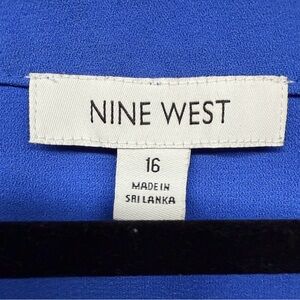 NINE WEST
16
MADE IN
SRI LANKA